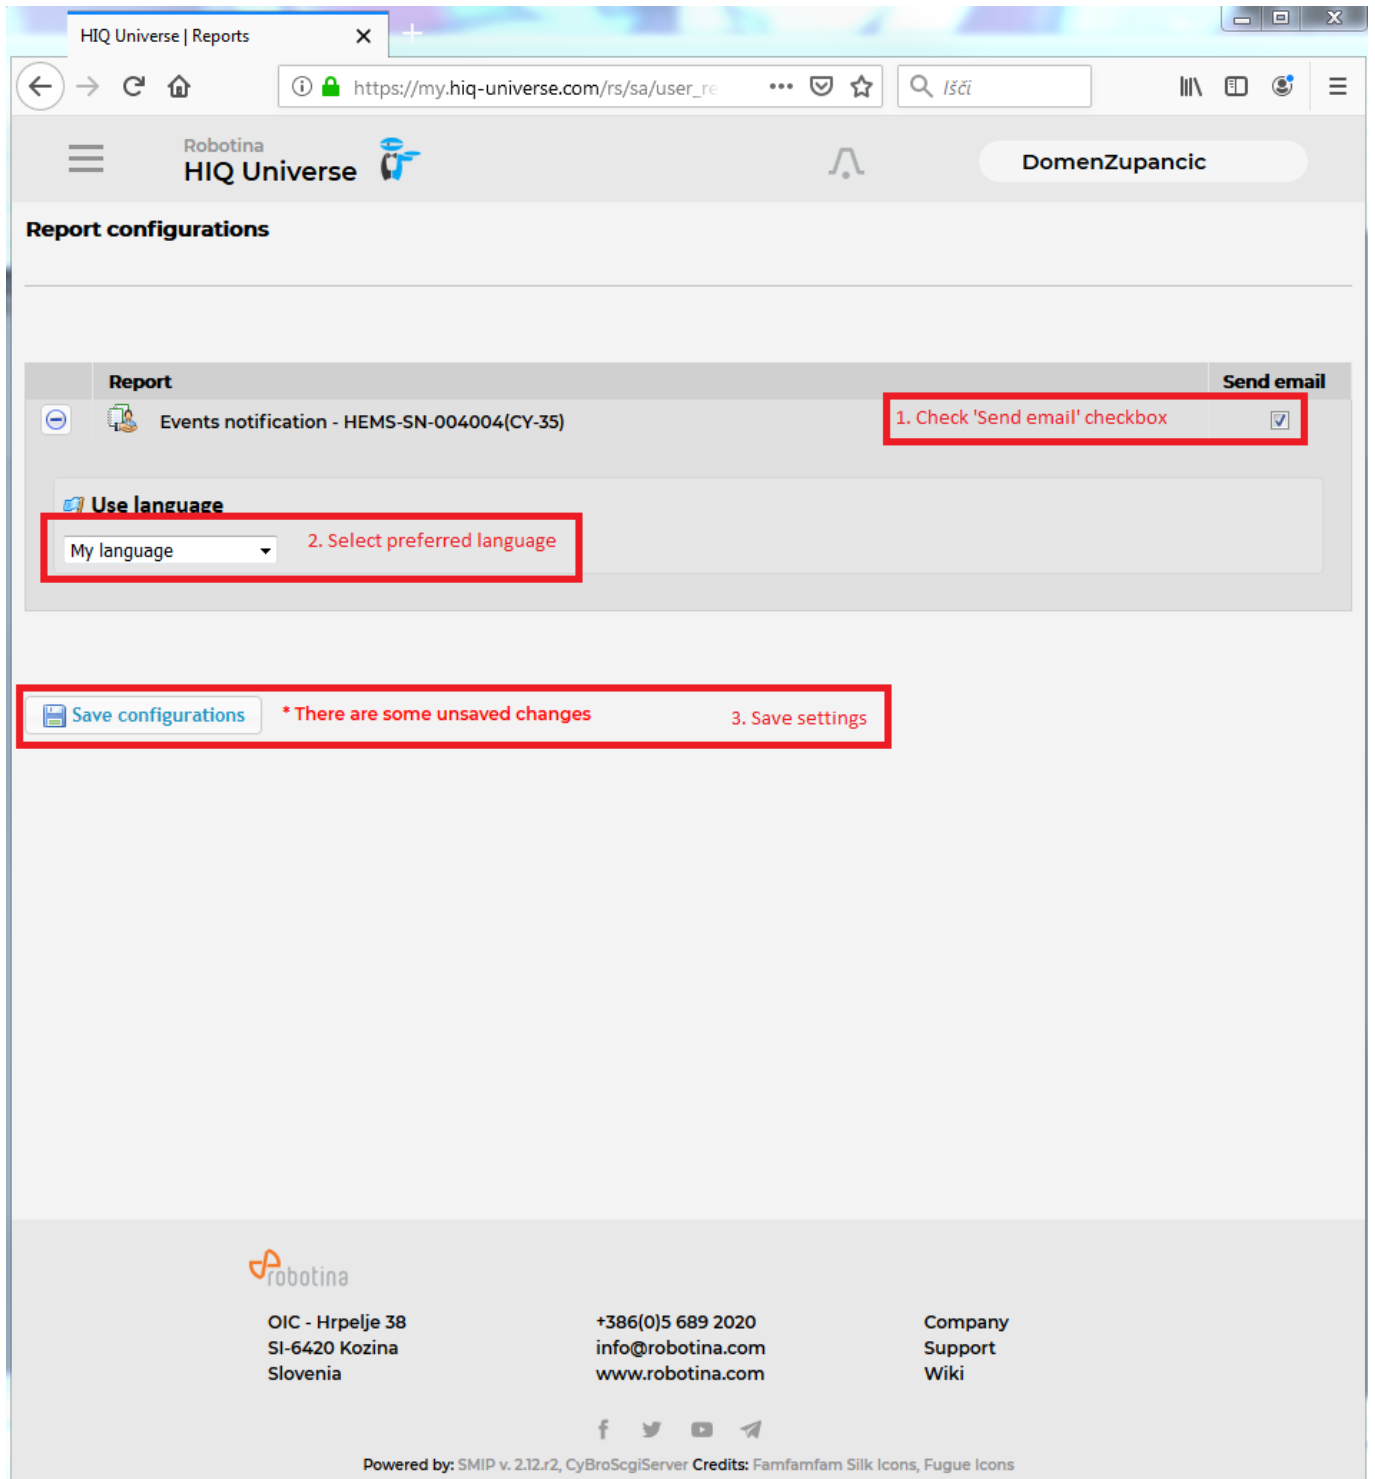 HIQ Universe | Reports
https://my.hiq-universe.com/rs/sa/user_re
Išči
Robotina
HIQ Universe
DomenZupancic
Report configurations
Report
Send email
Events notification - HEMS-SN-004004(CY-35)
1. Check 'Send email' checkbox
Use language
My language
2. Select preferred language
Save configurations
* There are some unsaved changes
3. Save settings
robotina
OIC - Hrpelje 38
SI-6420 Kozina
Slovenia
+386(0)5 689 2020
info@robotina.com
www.robotina.com
Company
Support
Wiki
Powered by: SMIP v. 2.12.r2, CyBroScgiServer Credits: Famfamfam Silk Icons, Fugue Icons